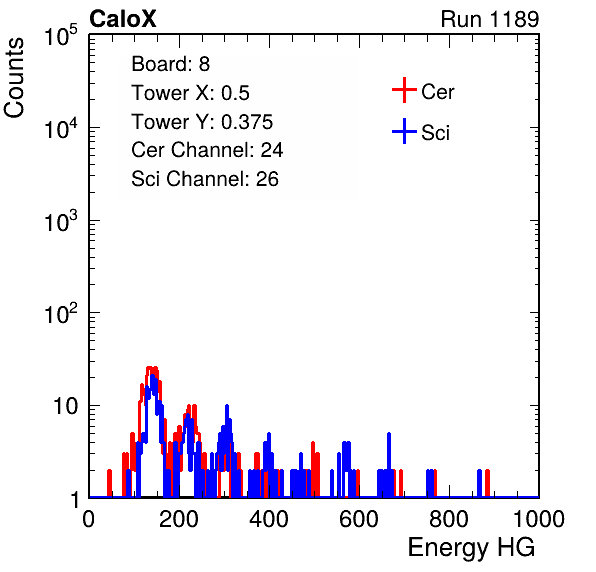 CaloX Run 1189
Counts
10^5
10^4
10^3
10^2
10
1
Board: 8
Tower X: 0.5
Tower Y: 0.375
Cer Channel: 24
Sci Channel: 26
Cer
Sci
0 200 400 600 800 1000
Energy HG